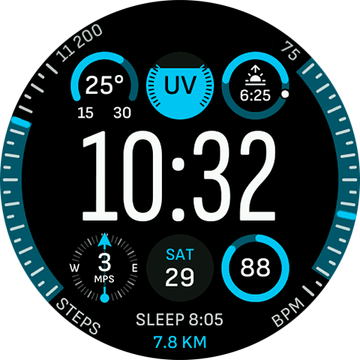 11 200
75
25°
15 30
UV
6:25
10:32
W 3 E
MPS
SAT
29
88
STEPS
BPM
SLEEP 8:05
7.8 KM